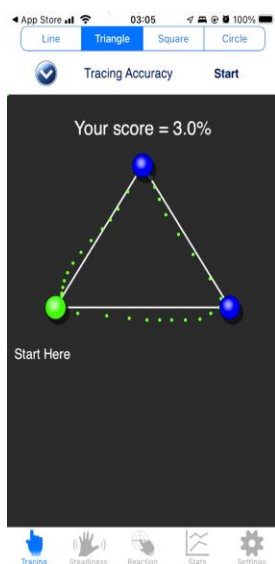 App Store 03:05 100%
Line Triangle Square Circle
Tracing Accuracy Start
Your score = 3.0%
Start Here
Tracing Steadiness Reaction Stats Settings